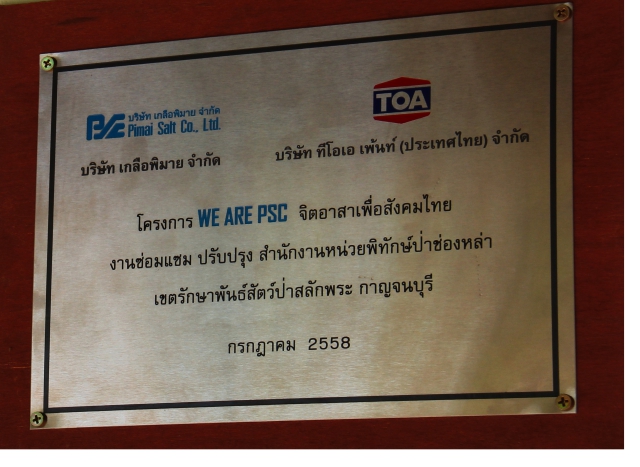 PSC บริษัท เกลือพิมาย จำกัด
Pimai Salt Co., Ltd.
TOA
บริษัท เกลือพิมาย จำกัด
บริษัท ทีโอเอ เพ้นท์ (ประเทศไทย) จำกัด
โครงการ WE ARE PSC จิตอาสาเพื่อสังคมไทย
งานซ่อมแซม ปรับปรุง สำนักงานหน่วยพิทักษ์ป่าช่องหล่า
เขตรักษาพันธ์สัตว์ป่าสลักพระ กาญจนบุรี
กรกฎาคม 2558